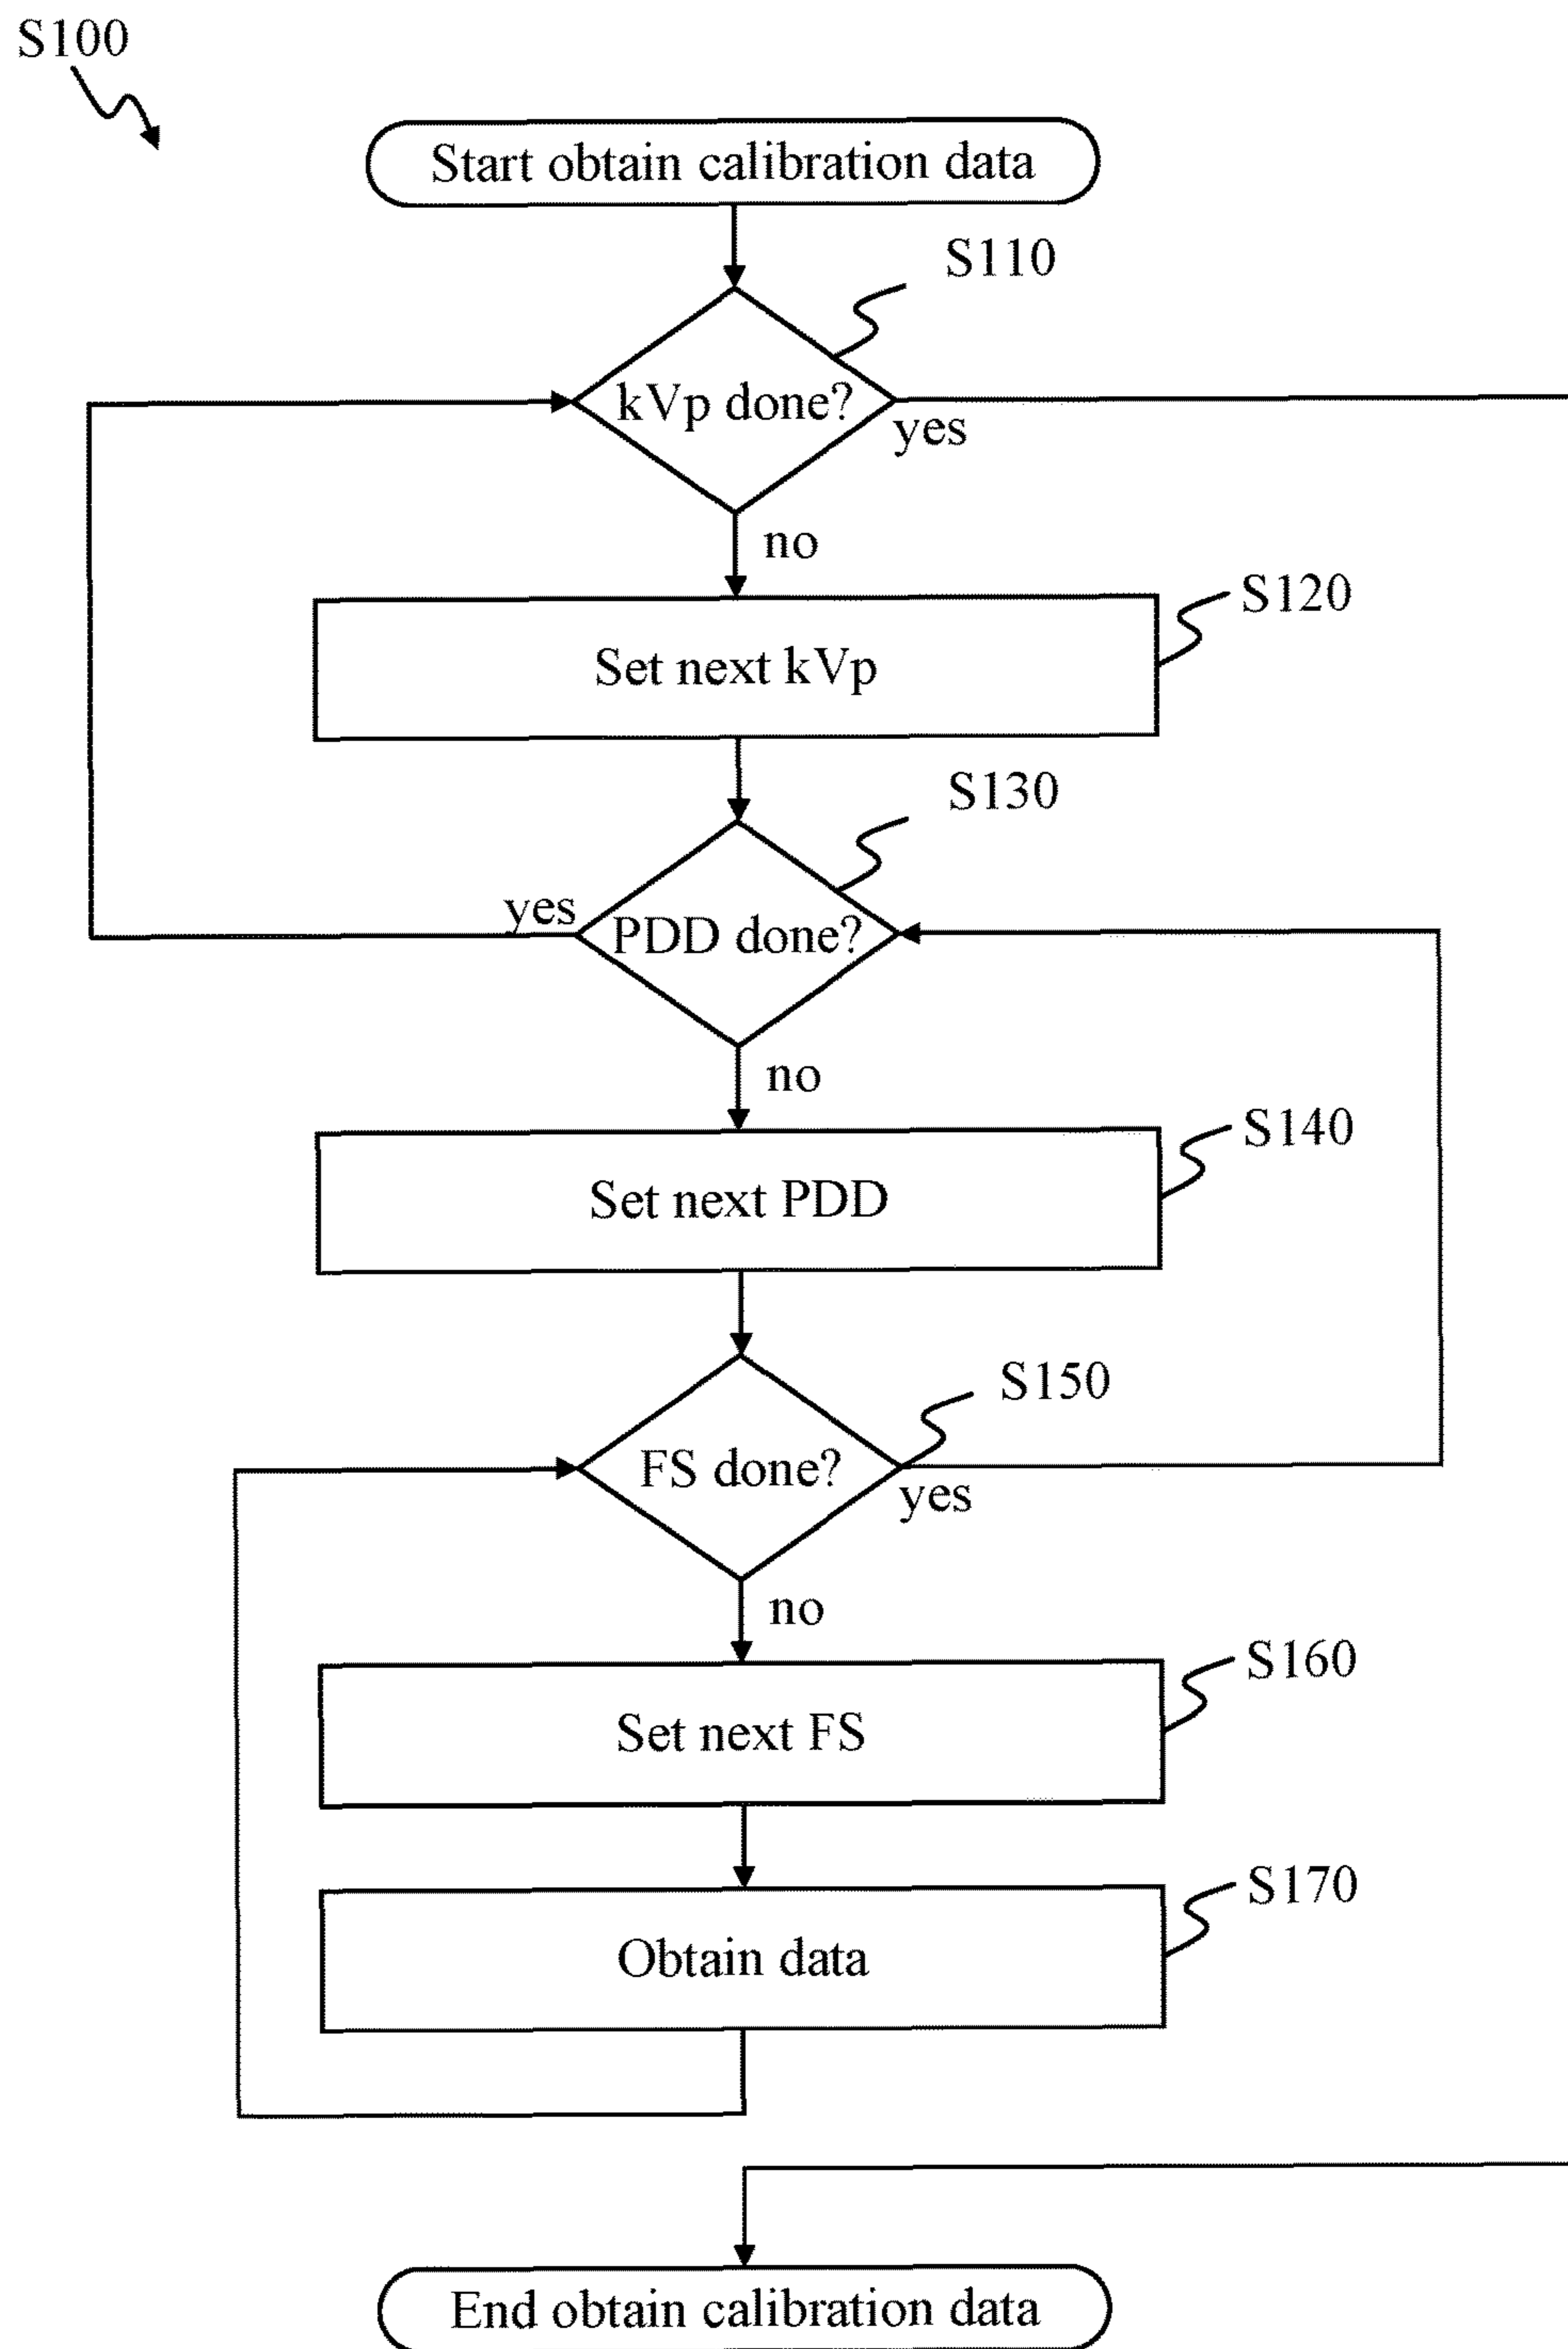 S100
Start obtain calibration data
S110
kVp done?
yes
no
S120
Set next kVp
S130
yes
PDD done?
no
S140
Set next PDD
S150
FS done?
yes
no
S160
Set next FS
S170
Obtain data
End obtain calibration data